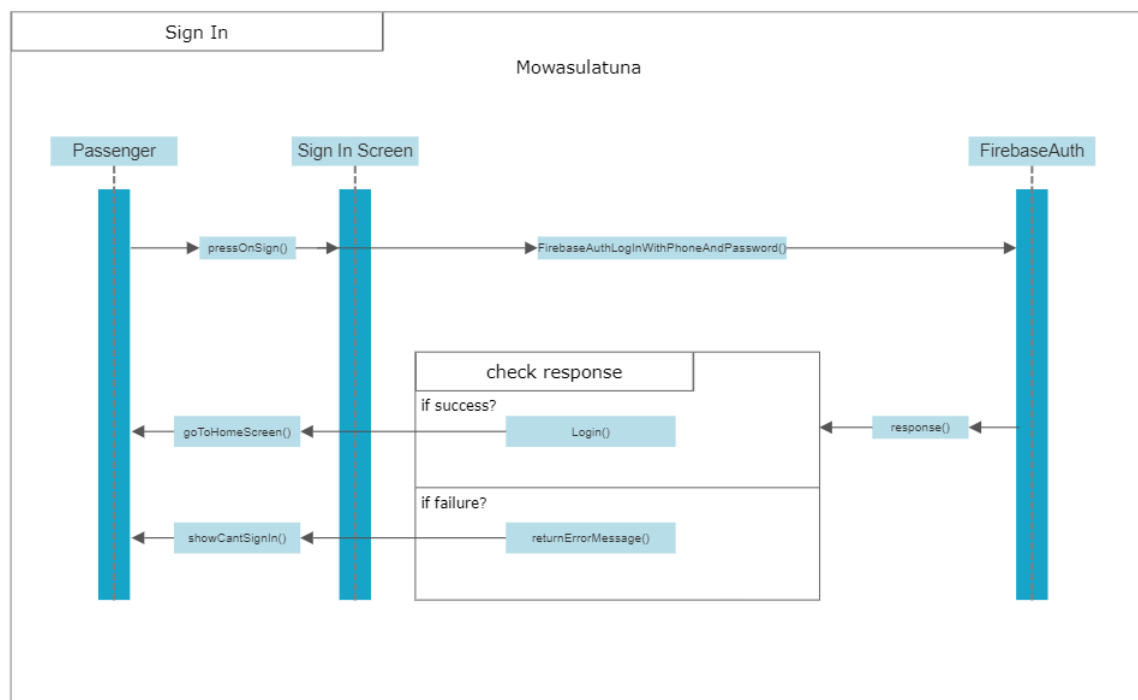 Sign In
Mowasulatuna
Passenger
Sign In Screen
FirebaseAuth
pressOnSign()
FirebaseAuthLogInWithPhoneAndPassword()
check response
if success?
goToHomeScreen()
Login()
response()
if failure?
showCantSignIn()
returnErrorMessage()